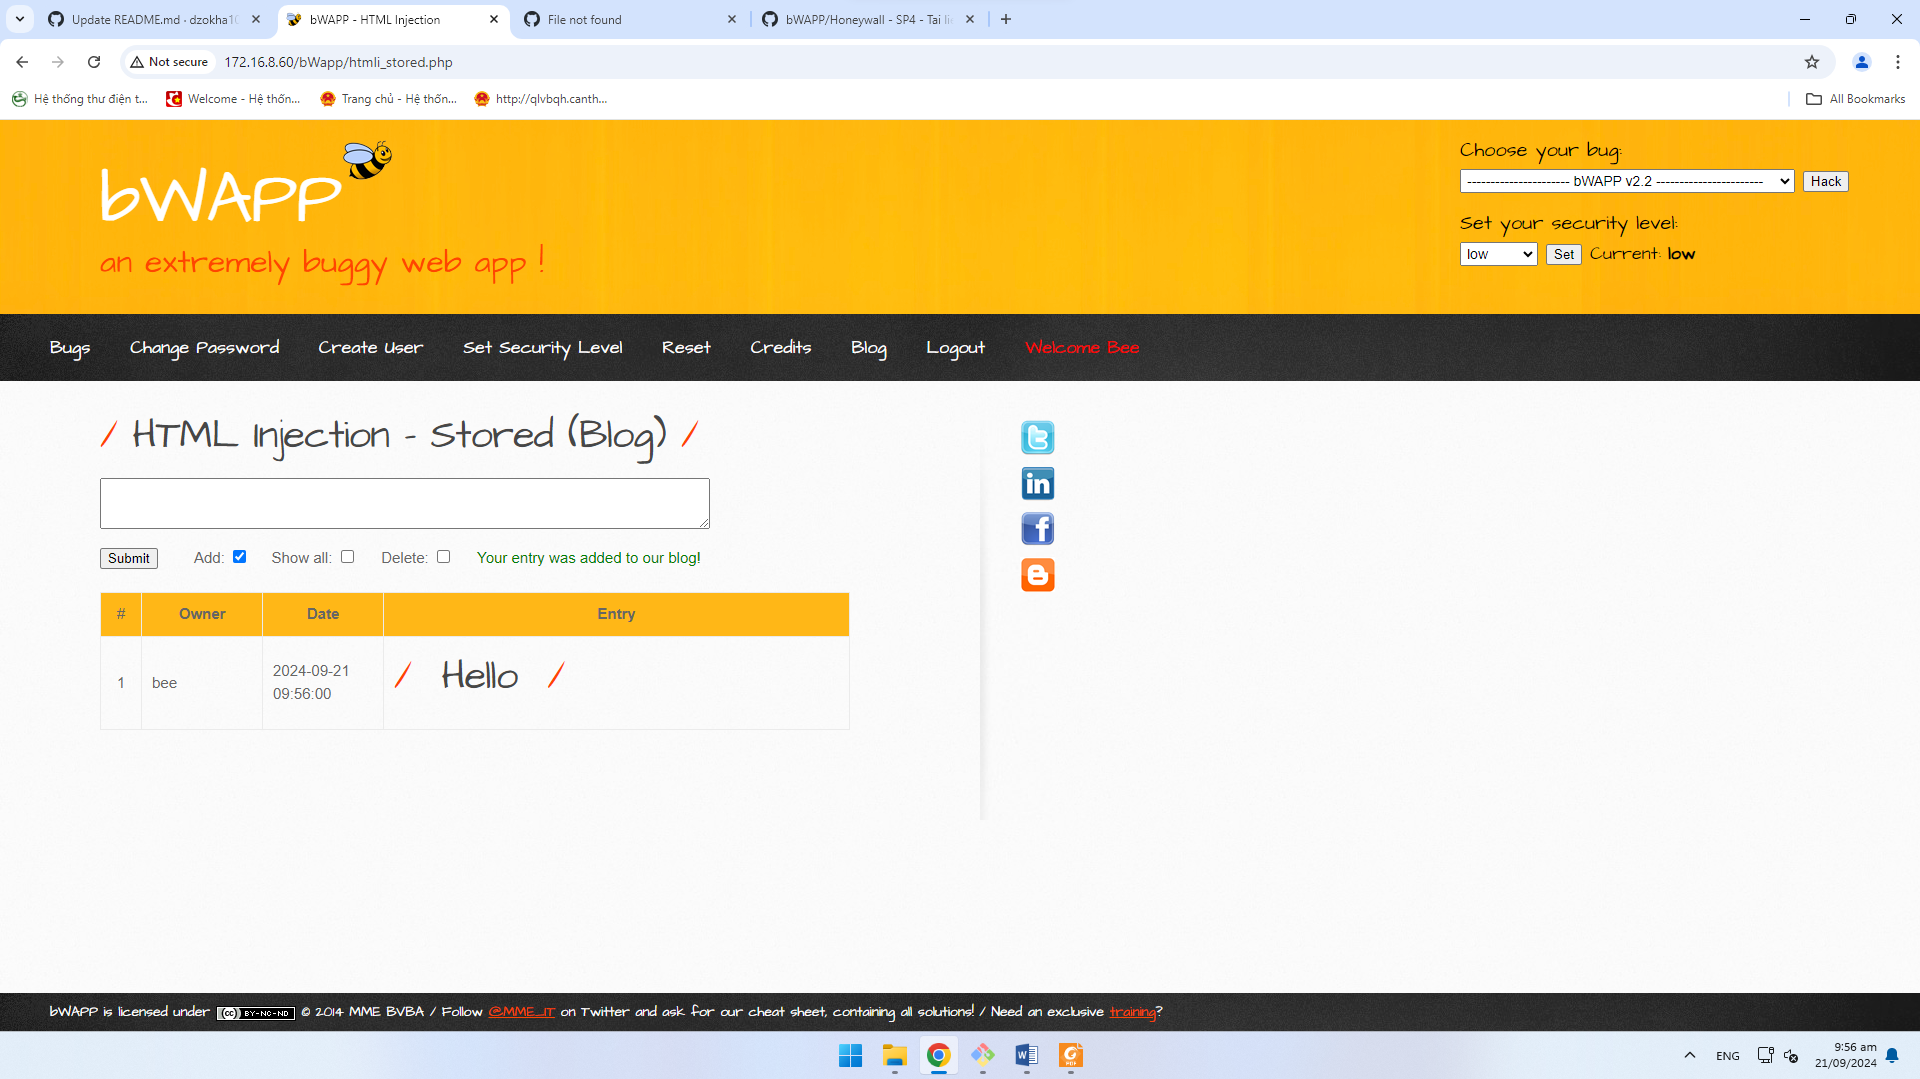 Update README.md · dzokha1
bWAPP - HTML Injection
File not found
bWAPP/Honeywall - SP4 - Tai li
Not secure
172.16.8.60/bWapp/htmli_stored.php
Hệ thống thư điện t...
Welcome - Hệ thốn...
Trang chủ - Hệ thốn...
http://qlvbqh.canth...
All Bookmarks
bWAPP
an extremely buggy web app !
Choose your bug:
---------------------- bWAPP v2.2 ----------------------- Hack
Set your security level:
low Set Current: low
Bugs Change Password Create User Set Security Level Reset Credits Blog Logout Welcome Bee
/ HTML Injection - Stored (Blog) /
Submit Add: Show all: Delete: Your entry was added to our blog!
# Owner Date Entry
1 bee 2024-09-21 09:56:00 / Hello /
bWAPP is licensed under (cc) BY-NC-ND © 2014 MME BVBA / Follow @MME_IT on Twitter and ask for our cheat sheet, containing all solutions! / Need an exclusive training?
ENG
9:56 am
21/09/2024